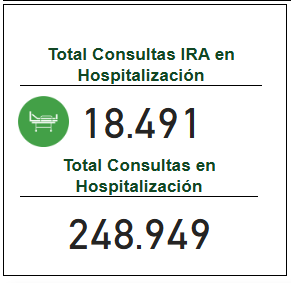 Total Consultas IRA en
Hospitalización
18.491
Total Consultas en
Hospitalización
248.949